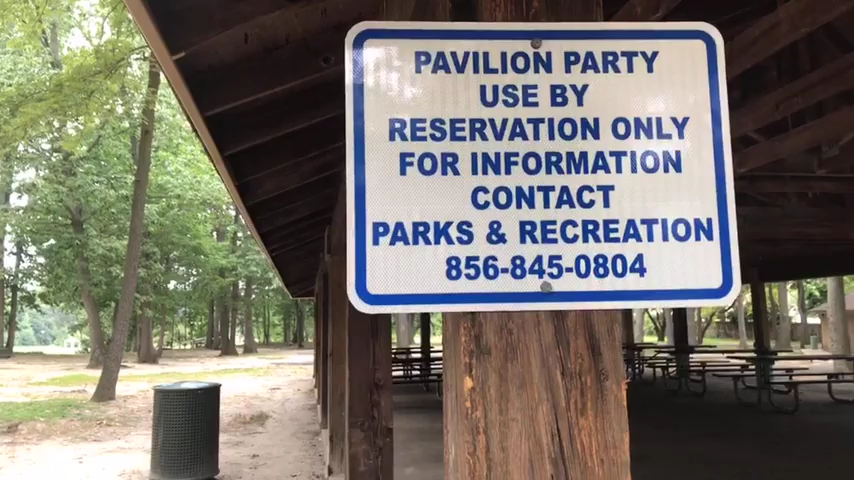 PAVILION PARTY
USE BY
RESERVATION ONLY
FOR INFORMATION
CONTACT
PARKS & RECREATION
856-845-0804